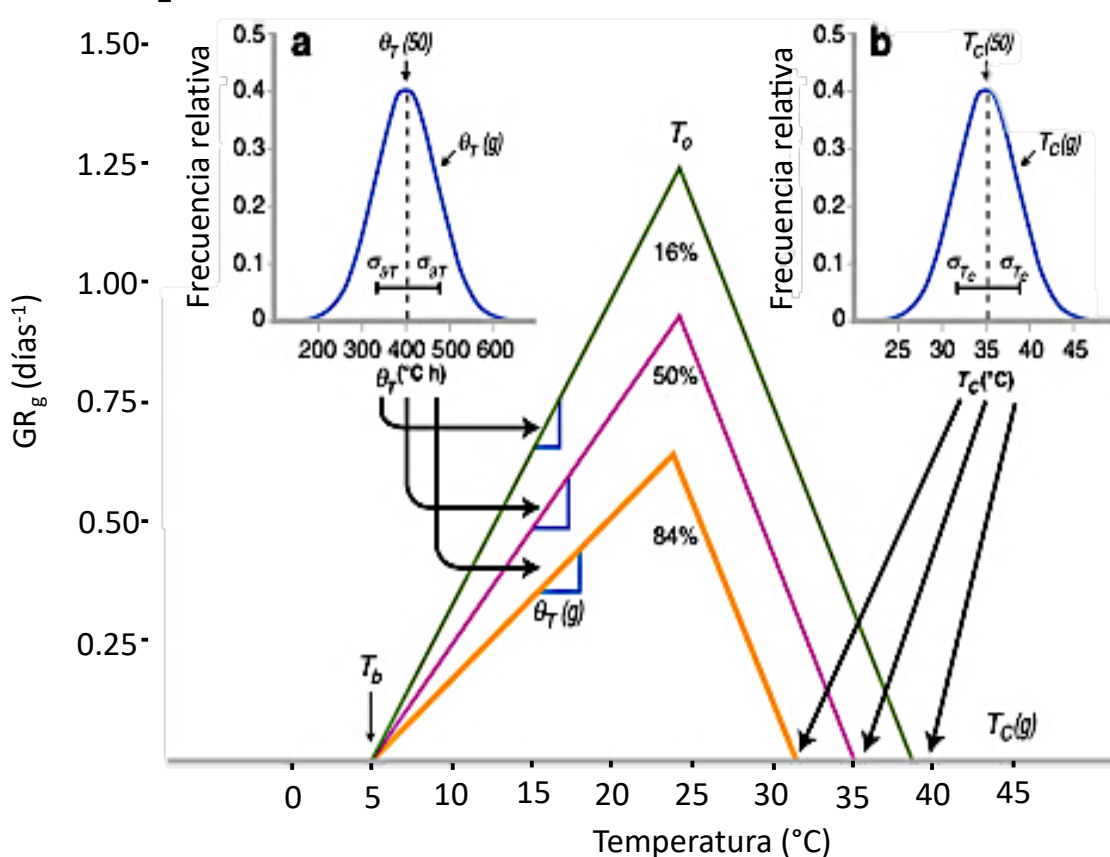 1.50-
1.25-
1.00-
0.75-
0.50-
0.25-
GRg (días⁻¹)
a
Frecuencia relativa
0.5
0.4
0.3
0.2
0.1
0
θT (50)
θT (g)
σθT σθT
200 300 400 500 600
θT (°C h)
b
Frecuencia relativa
0.5
0.4
0.3
0.2
0.1
0
TC (50)
TC (g)
σTc σTc
25 30 35 40 45
TC (°C)
To
16%
50%
84%
θT (g)
Tb
TC(g)
0 5 10 15 20 25 30 35 40 45
Temperatura (°C)